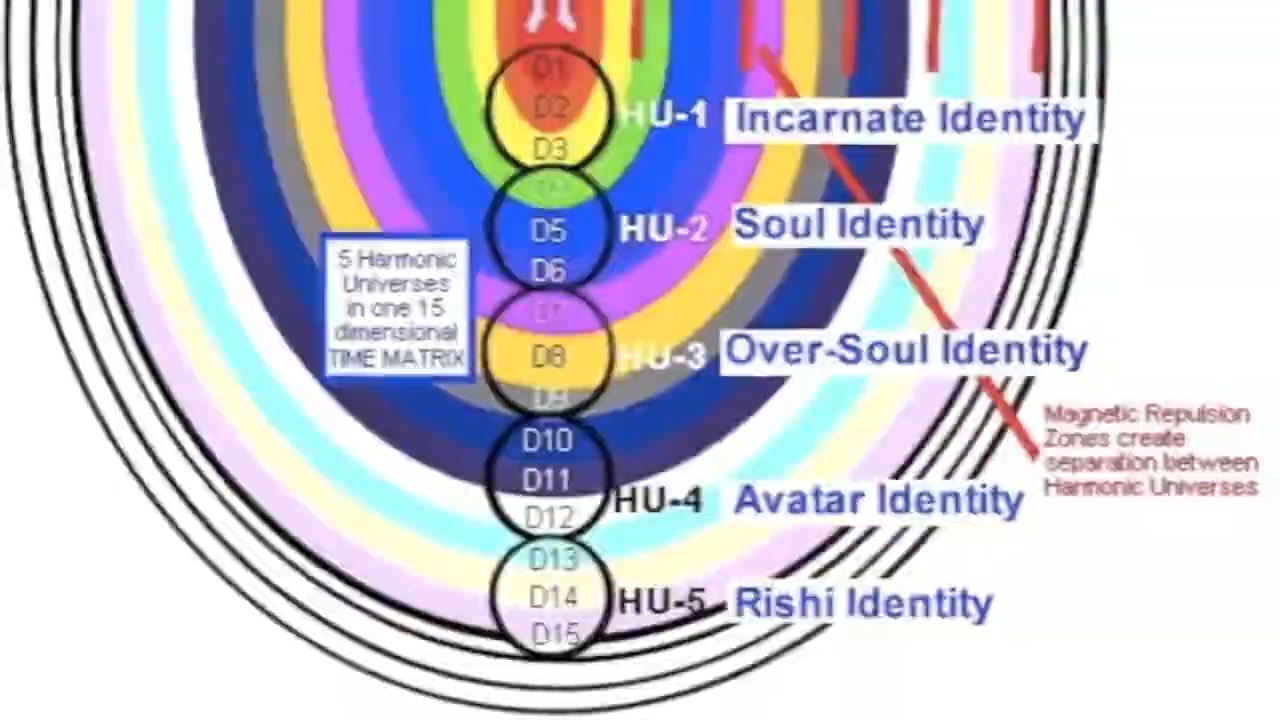 D1
D2
D3
HU-1 Incarnate Identity
D5
D6
HU-2 Soul Identity
5 Harmonic
Universes
in one 15
dimensional
TIME MATRIX
D8
D9
HU-3 Over-Soul Identity
Magnetic Repulsion
Zones create
separation between
Harmonic Universes
D10
D11
D12
HU-4 Avatar Identity
D13
D14
D15
HU-5 Rishi Identity